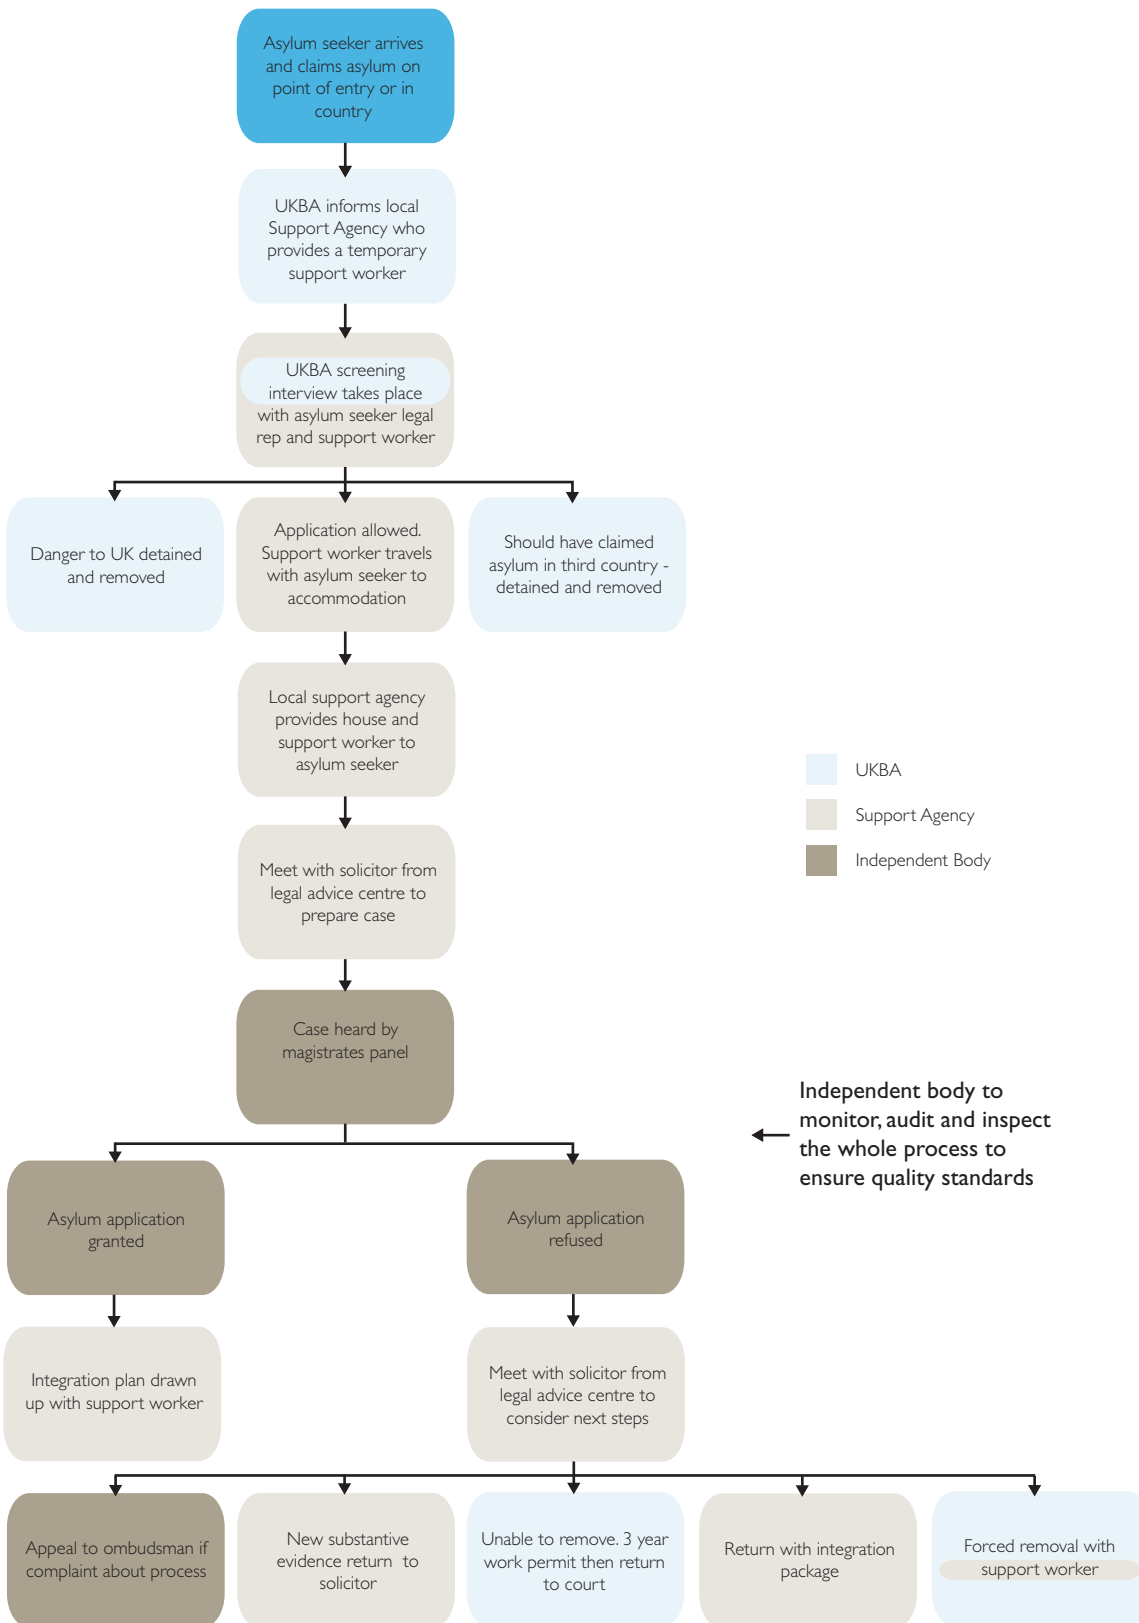 Asylum seeker arrives
and claims asylum on
point of entry or in
country
UKBA informs local
Support Agency who
provides a temporary
support worker
UKBA screening
interview takes place
with asylum seeker legal
rep and support worker
Danger to UK detained
and removed
Application allowed.
Support worker travels
with asylum seeker to
accommodation
Should have claimed
asylum in third country -
detained and removed
Local support agency
provides house and
support worker to
asylum seeker
UKBA
Support Agency
Independent Body
Meet with solicitor from
legal advice centre to
prepare case
Case heard by
magistrates panel
Independent body to
monitor, audit and inspect
the whole process to
ensure quality standards
Asylum application
granted
Asylum application
refused
Integration plan drawn
up with support worker
Meet with solicitor from
legal advice centre to
consider next steps
Appeal to ombudsman if
complaint about process
New substantive
evidence return to
solicitor
Unable to remove. 3 year
work permit then return
to court
Return with integration
package
Forced removal with
support worker